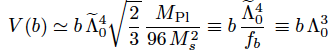 V(b) ≃ b Λ̃₀⁴ √(2/3) M_Pl / (96 M_s²) ≡ b Λ̃₀⁴ / f_b ≡ b Λ₀³